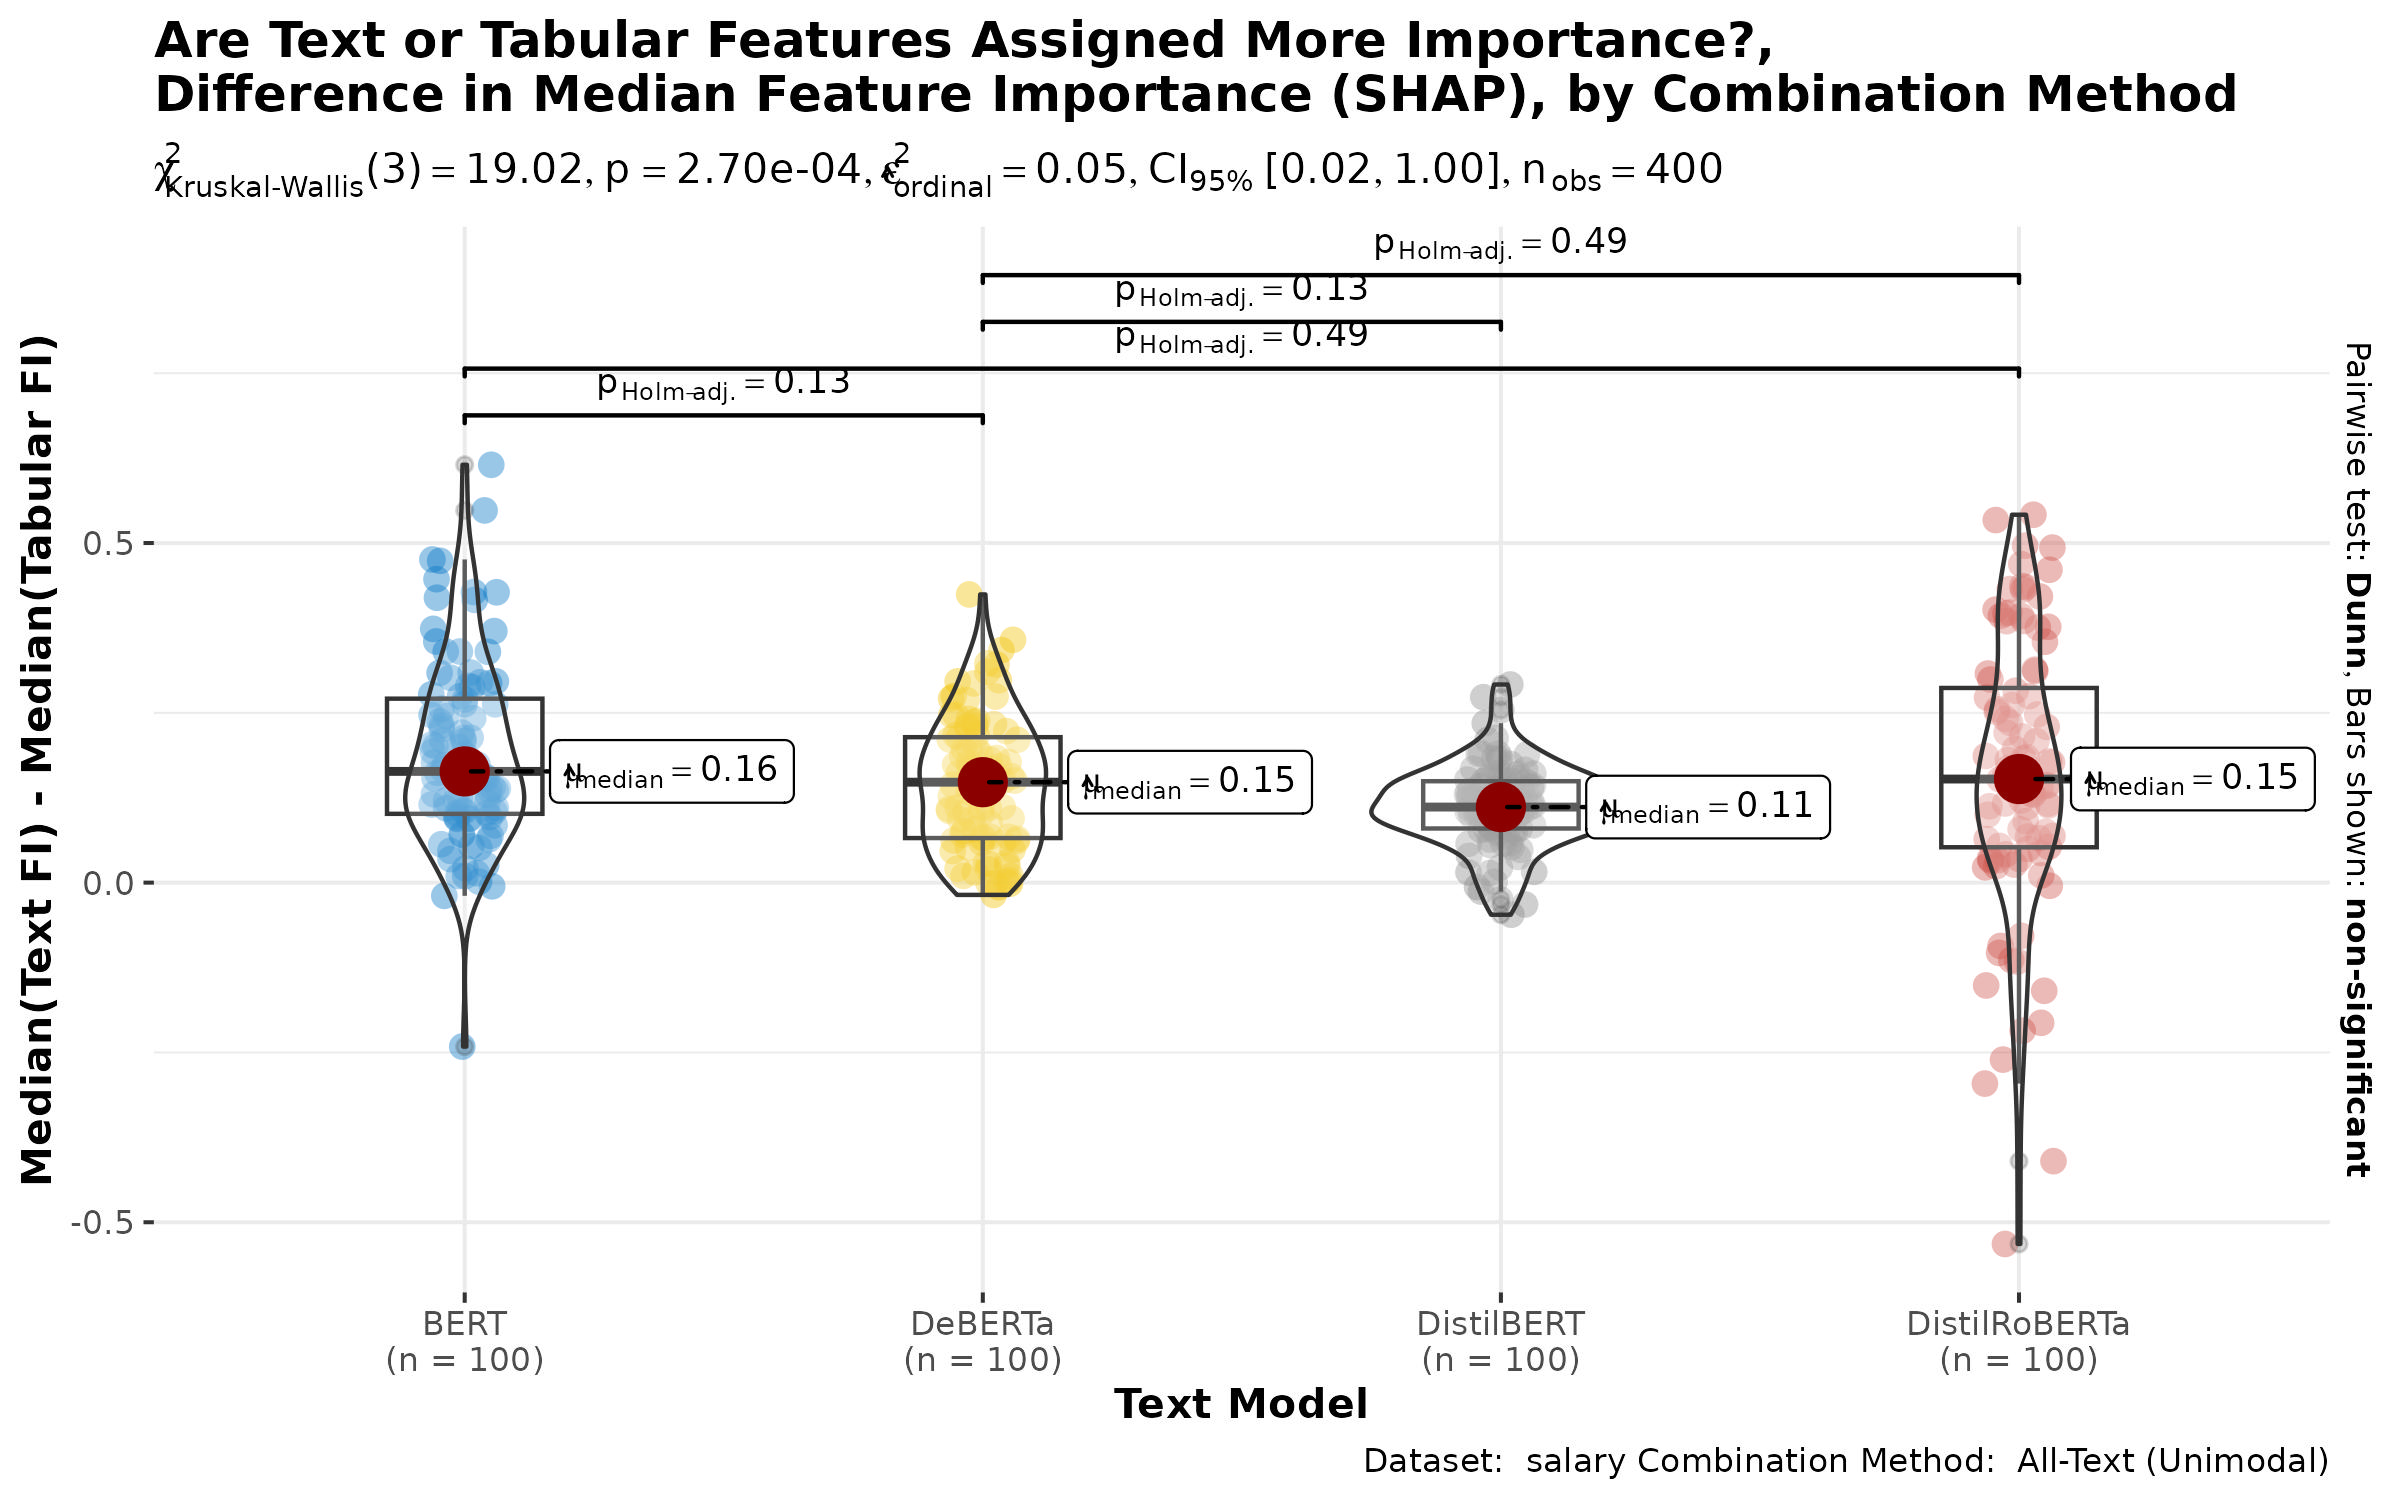 Are Text or Tabular Features Assigned More Importance?,
Difference in Median Feature Importance (SHAP), by Combination Method
χ²Kruskal-Wallis(3) = 19.02, p = 2.70e-04, ε̂²ordinal = 0.05, CI95% [0.02, 1.00], nobs = 400
pHolm-adj. = 0.49
pHolm-adj. = 0.13
pHolm-adj. = 0.49
pHolm-adj. = 0.13
Median(Text FI) - Median(Tabular FI)
0.5
0.0
-0.5
μ̂median = 0.16
μ̂median = 0.15
μ̂median = 0.11
μ̂median = 0.15
Pairwise test: Dunn, Bars shown: non-significant
BERT
(n = 100)
DeBERTa
(n = 100)
DistilBERT
(n = 100)
DistilRoBERTa
(n = 100)
Text Model
Dataset:  salary Combination Method:  All-Text (Unimodal)